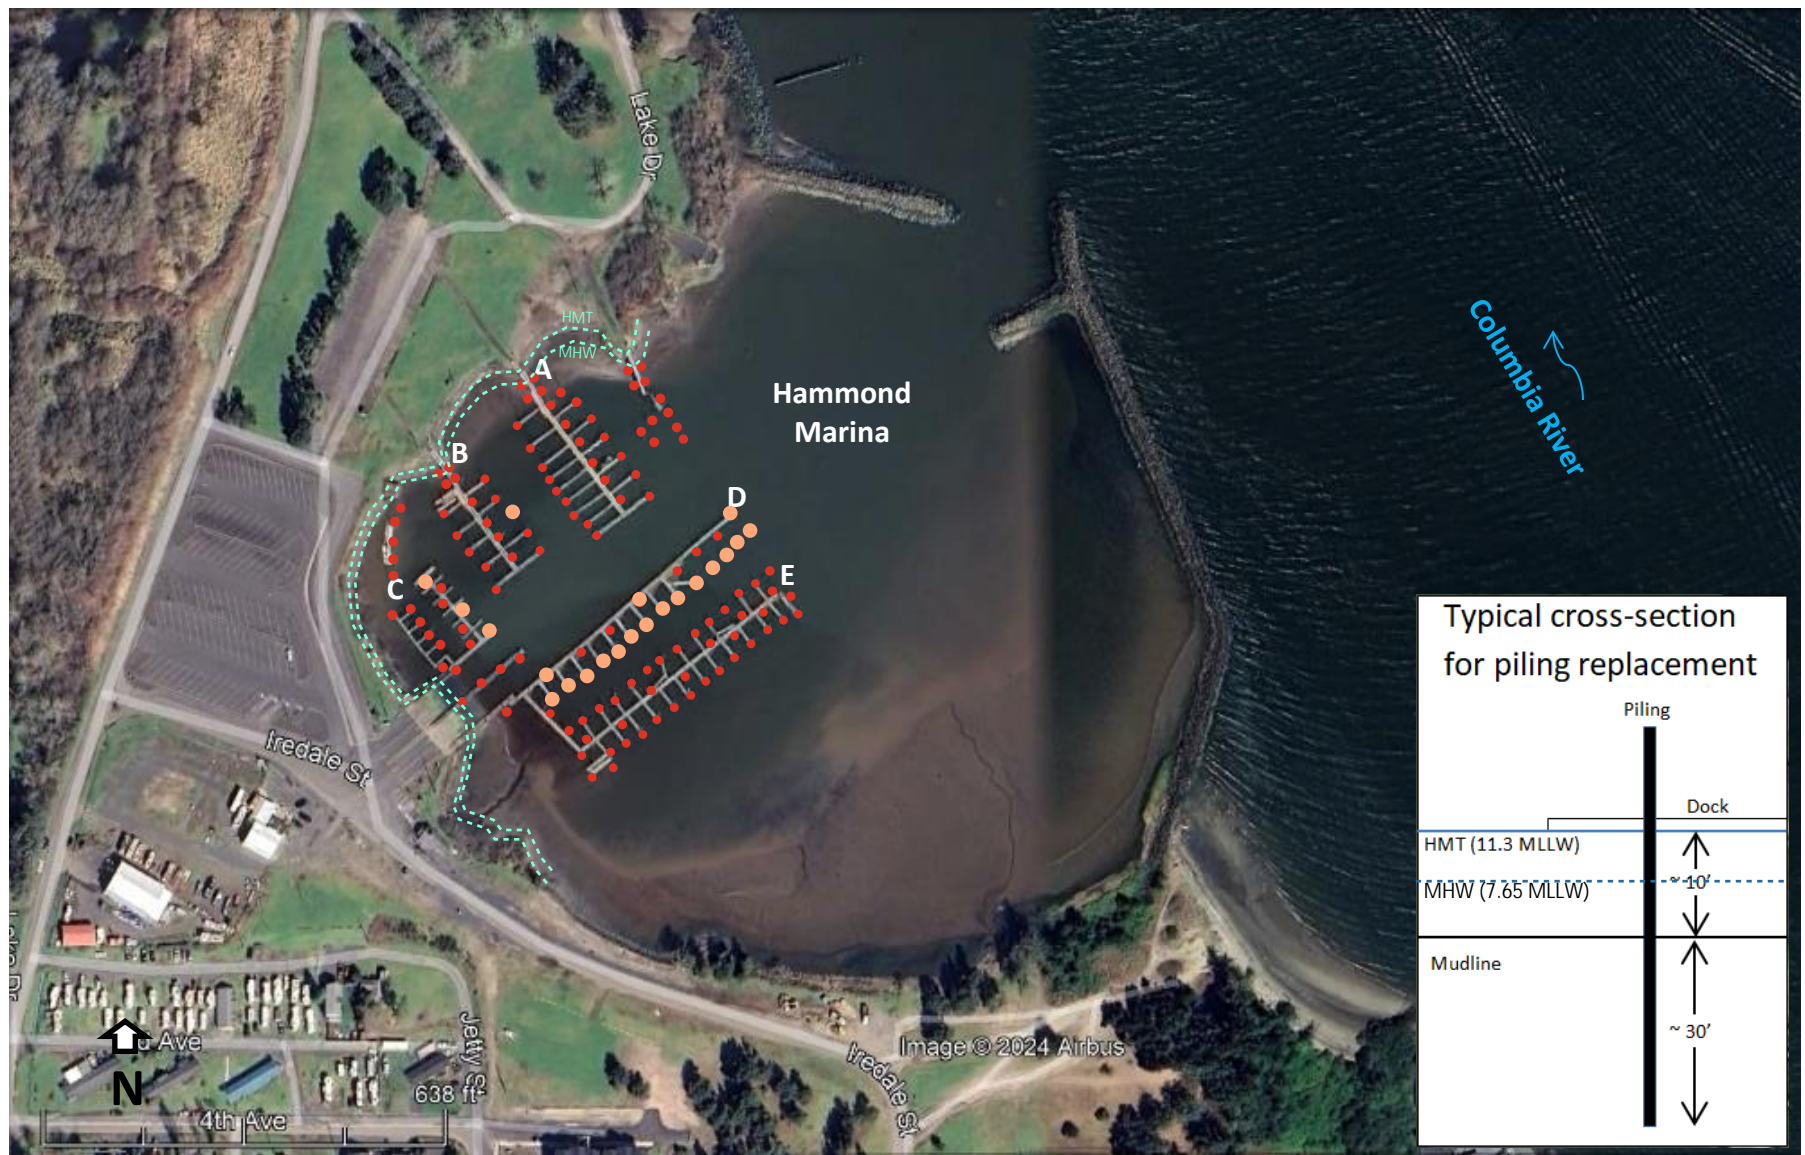 Lake Dr
HMT
MHW
A
Hammond
Marina
Columbia River
B
D
C
E
Iredale St
Typical cross-section
for piling replacement
Piling
Dock
HMT (11.3 MLLW)
~ 10'
MHW (7.65 MLLW)
Mudline
~ 30'
Jetty S
Ave
N
638 ft
4th Ave
Image © 2024 Airbus
Iredale St